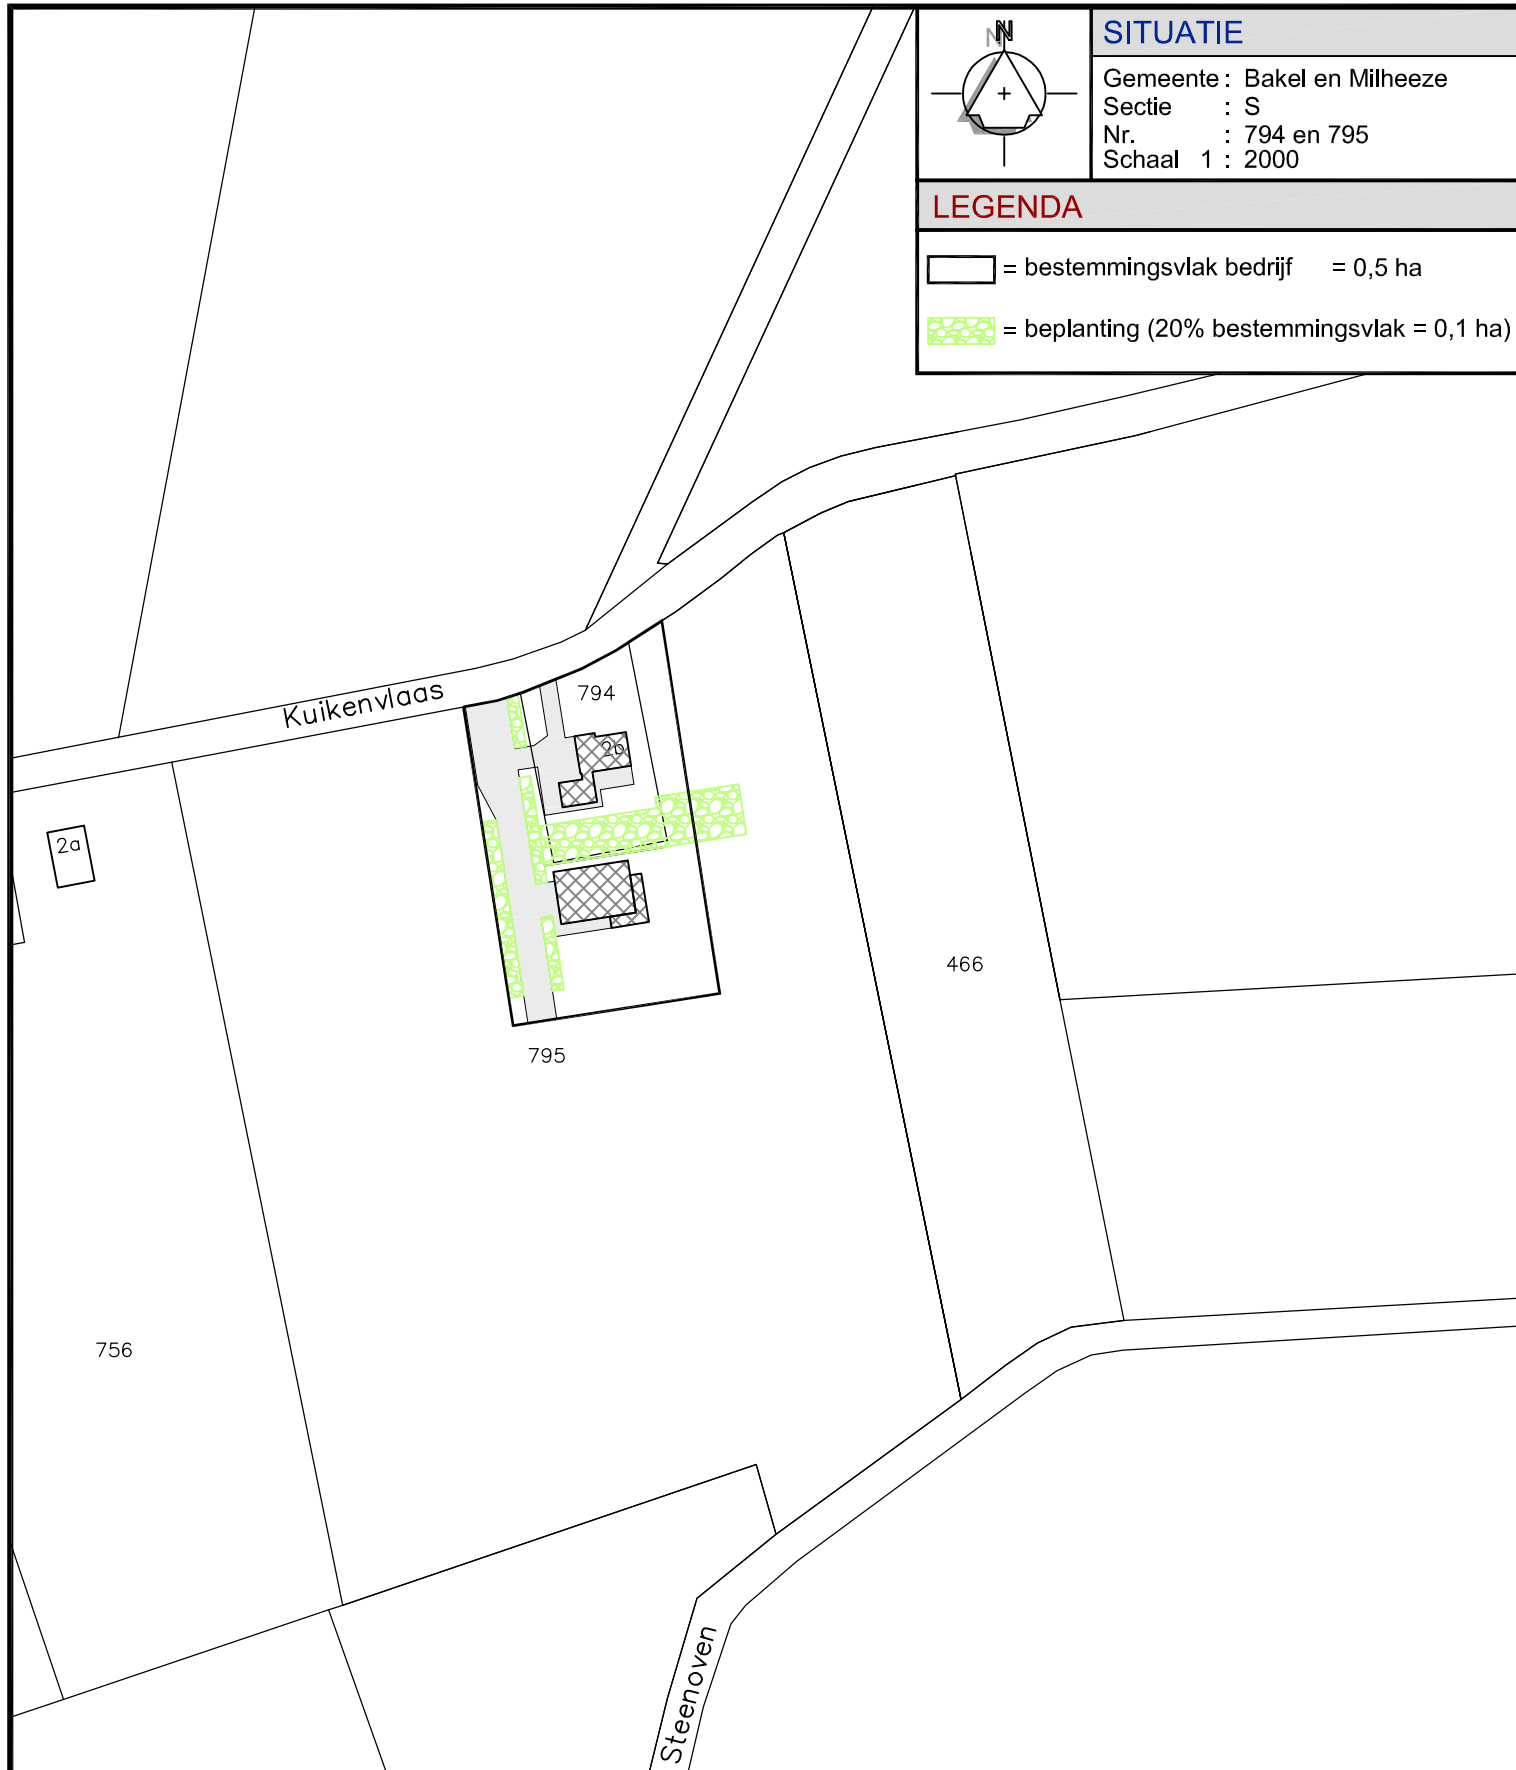 N N
SITUATIE
Gemeente : Bakel en Milheeze
Sectie : S
Nr. : 794 en 795
Schaal 1 : 2000
LEGENDA
= bestemmingsvlak bedrijf = 0,5 ha
= beplanting (20% bestemmingsvlak = 0,1 ha)
Kuikenvlaas
794
2b
2a
466
795
756
Steenoven